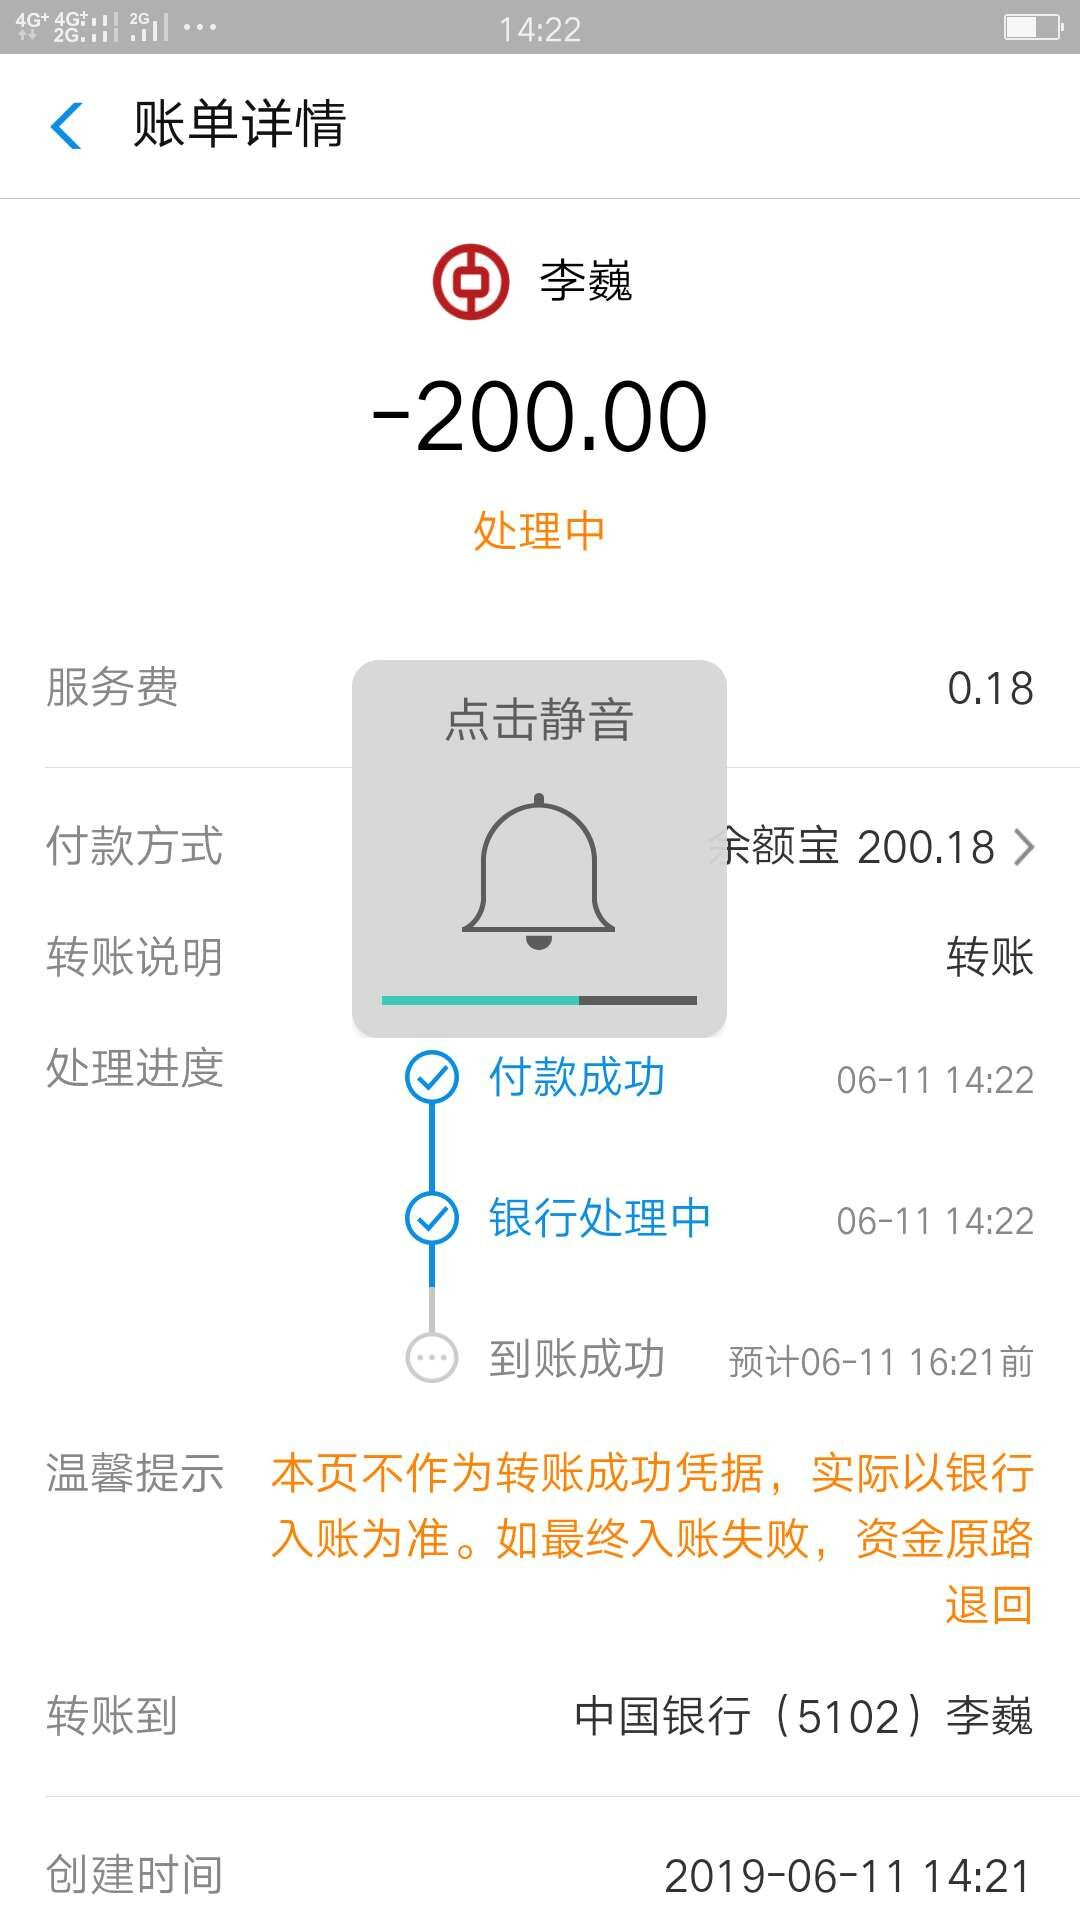 4G+ 4G+ 2G 2G ... 14:22
账单详情
李巍
-200.00
处理中
服务费 0.18
点击静音
付款方式 余额宝 200.18
转账说明 转账
处理进度 付款成功 06-11 14:22
银行处理中 06-11 14:22
到账成功 预计06-11 16:21前
温馨提示 本页不作为转账成功凭据，实际以银行
入账为准。如最终入账失败，资金原路
退回
转账到 中国银行（5102）李巍
创建时间 2019-06-11 14:21